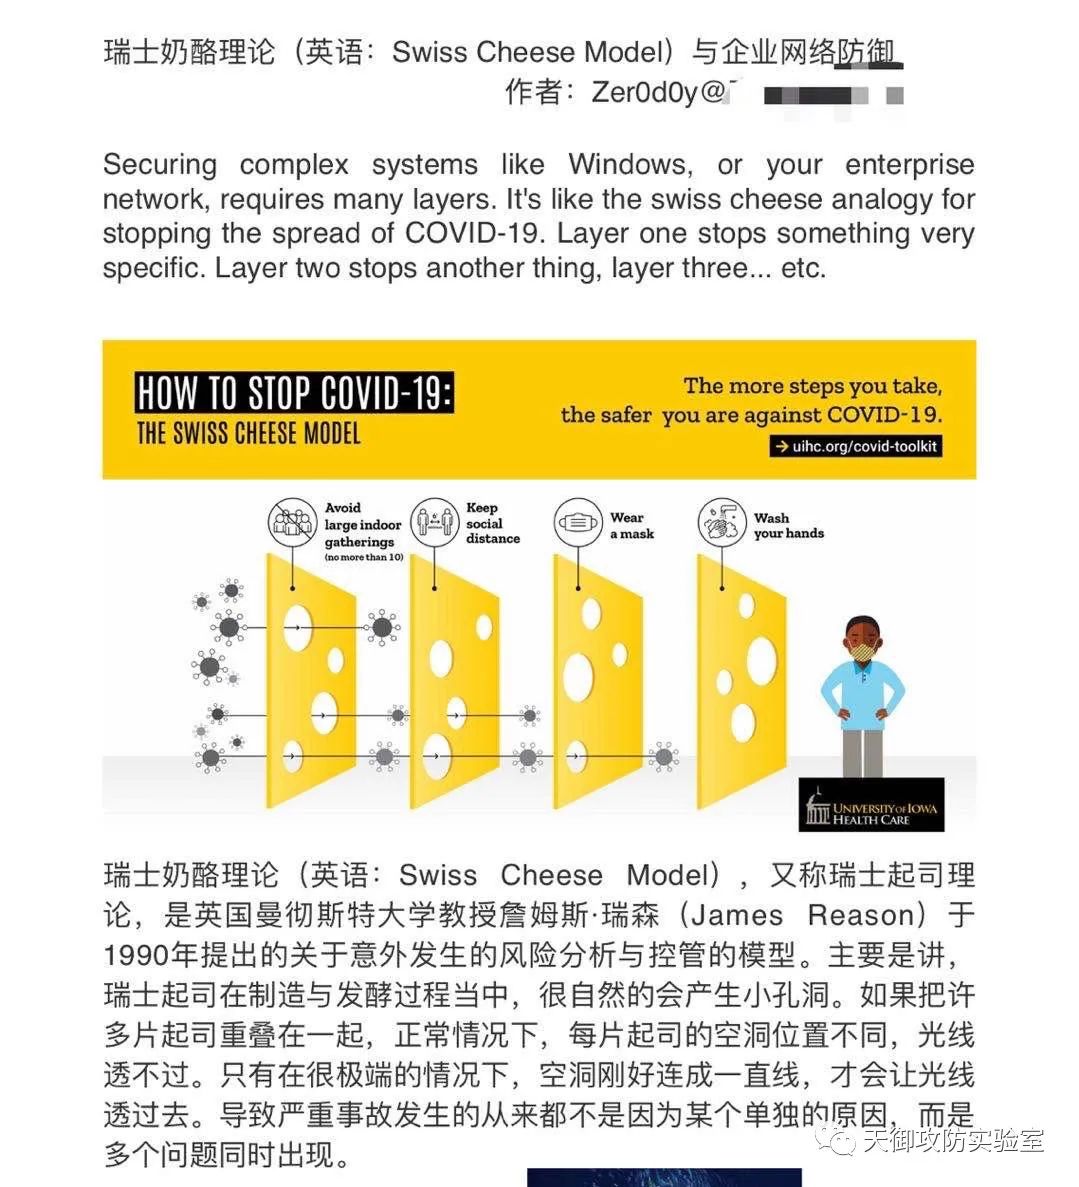 瑞士奶酪理论（英语：Swiss Cheese Model）与企业网络防御
作者：Zer0d0y@
Securing complex systems like Windows, or your enterprise
network, requires many layers. It's like the swiss cheese analogy for
stopping the spread of COVID-19. Layer one stops something very
specific. Layer two stops another thing, layer three... etc.
HOW TO STOP COVID-19:
THE SWISS CHEESE MODEL
The more steps you take,
the safer you are against COVID-19.
→ uihc.org/covid-toolkit
Avoid
large indoor
gatherings
(no more than 10)
Keep
social
distance
Wear
a mask
Wash
your hands
UNIVERSITY OF IOWA
HEALTH CARE
瑞士奶酪理论（英语：Swiss Cheese Model），又称瑞士起司理
论，是英国曼彻斯特大学教授詹姆斯·瑞森（James Reason）于
1990年提出的关于意外发生的风险分析与控管的模型。主要是讲，
瑞士起司在制造与发酵过程当中，很自然的会产生小孔洞。如果把许
多片起司重叠在一起，正常情况下，每片起司的空洞位置不同，光线
透不过。只有在很极端的情况下，空洞刚好连成一直线，才会让光线
透过去。导致严重事故发生的从来都不是因为某个单独的原因，而是
多个问题同时出现。
天御攻防实验室